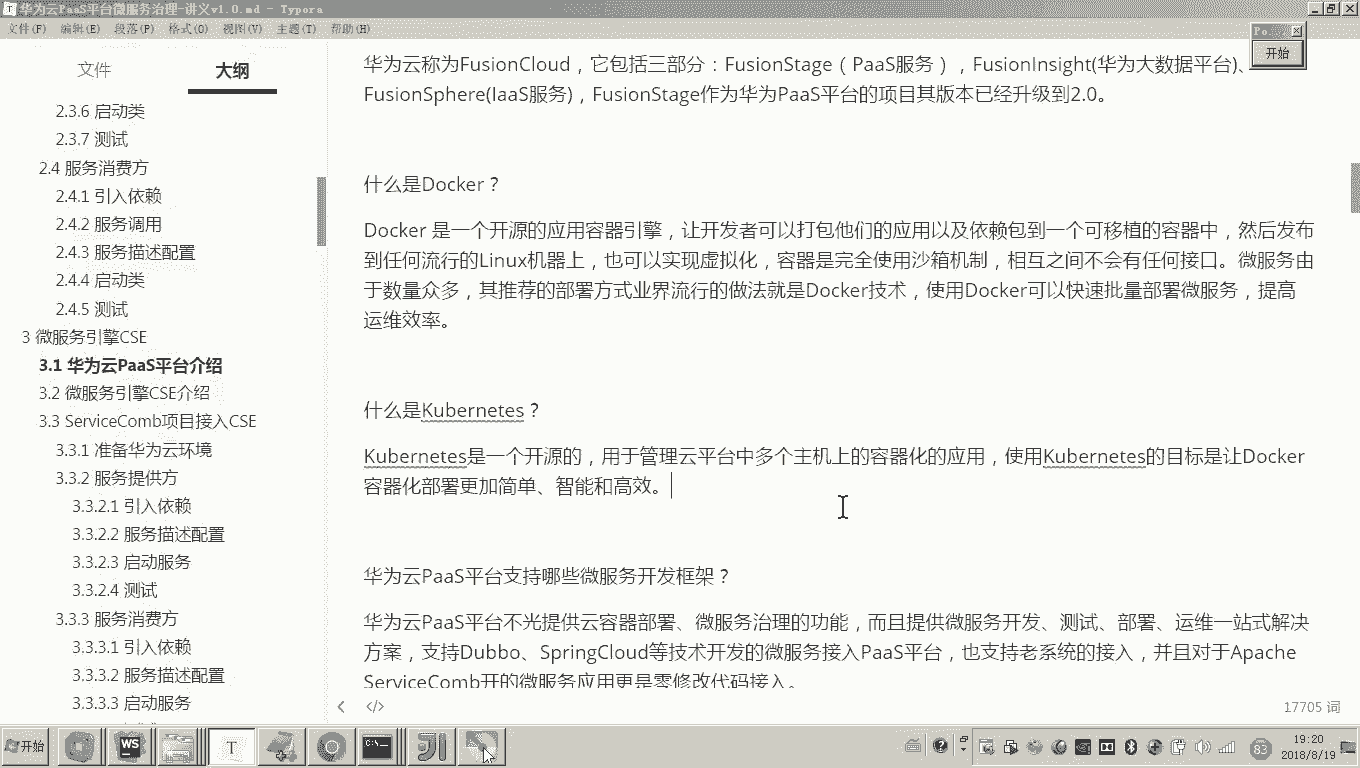 华为云PaaS平台微服务治理-讲义v1.0.md - Typora
文件(F) 编辑(E) 段落(P) 格式(O) 视图(V) 主题(T) 帮助(H)
开始
文件 大纲
2.3.6 启动类
2.3.7 测试
2.4 服务消费方
2.4.1 引入依赖
2.4.2 服务调用
2.4.3 服务描述配置
2.4.4 启动类
2.4.5 测试
3 微服务引擎CSE
3.1 华为云PaaS平台介绍
3.2 微服务引擎CSE介绍
3.3 ServiceComb项目接入CSE
3.3.1 准备华为云环境
3.3.2 服务提供方
3.3.2.1 引入依赖
3.3.2.2 服务描述配置
3.3.2.3 启动服务
3.3.2.4 测试
3.3.3 服务消费方
3.3.3.1 引入依赖
3.3.3.2 服务描述配置
3.3.3.3 启动服务
华为云称为FusionCloud，它包括三部分：FusionStage（PaaS服务），FusionInsight(华为大数据平台)、
FusionSphere(IaaS服务)，FusionStage作为华为PaaS平台的项目其版本已经升级到2.0。
什么是Docker？
Docker 是一个开源的应用容器引擎，让开发者可以打包他们的应用以及依赖包到一个可移植的容器中，然后发布
到任何流行的Linux机器上，也可以实现虚拟化，容器是完全使用沙箱机制，相互之间不会有任何接口。微服务由
于数量众多，其推荐的部署方式业界流行的做法就是Docker技术，使用Docker可以快速批量部署微服务，提高
运维效率。
什么是Kubernetes？
Kubernetes是一个开源的，用于管理云平台中多个主机上的容器化的应用，使用Kubernetes的目标是让Docker
容器化部署更加简单、智能和高效。
华为云PaaS平台支持哪些微服务开发框架？
华为云PaaS平台不光提供云容器部署、微服务治理的功能，而且提供微服务开发、测试、部署、运维一站式解决
方案，支持Dubbo、SpringCloud等技术开发的微服务接入PaaS平台，也支持老系统的接入，并且对于Apache
ServiceComb开的微服务应用更是零修改代码接入。
17705 词
开始
WS
T
83
19:20
2018/8/19